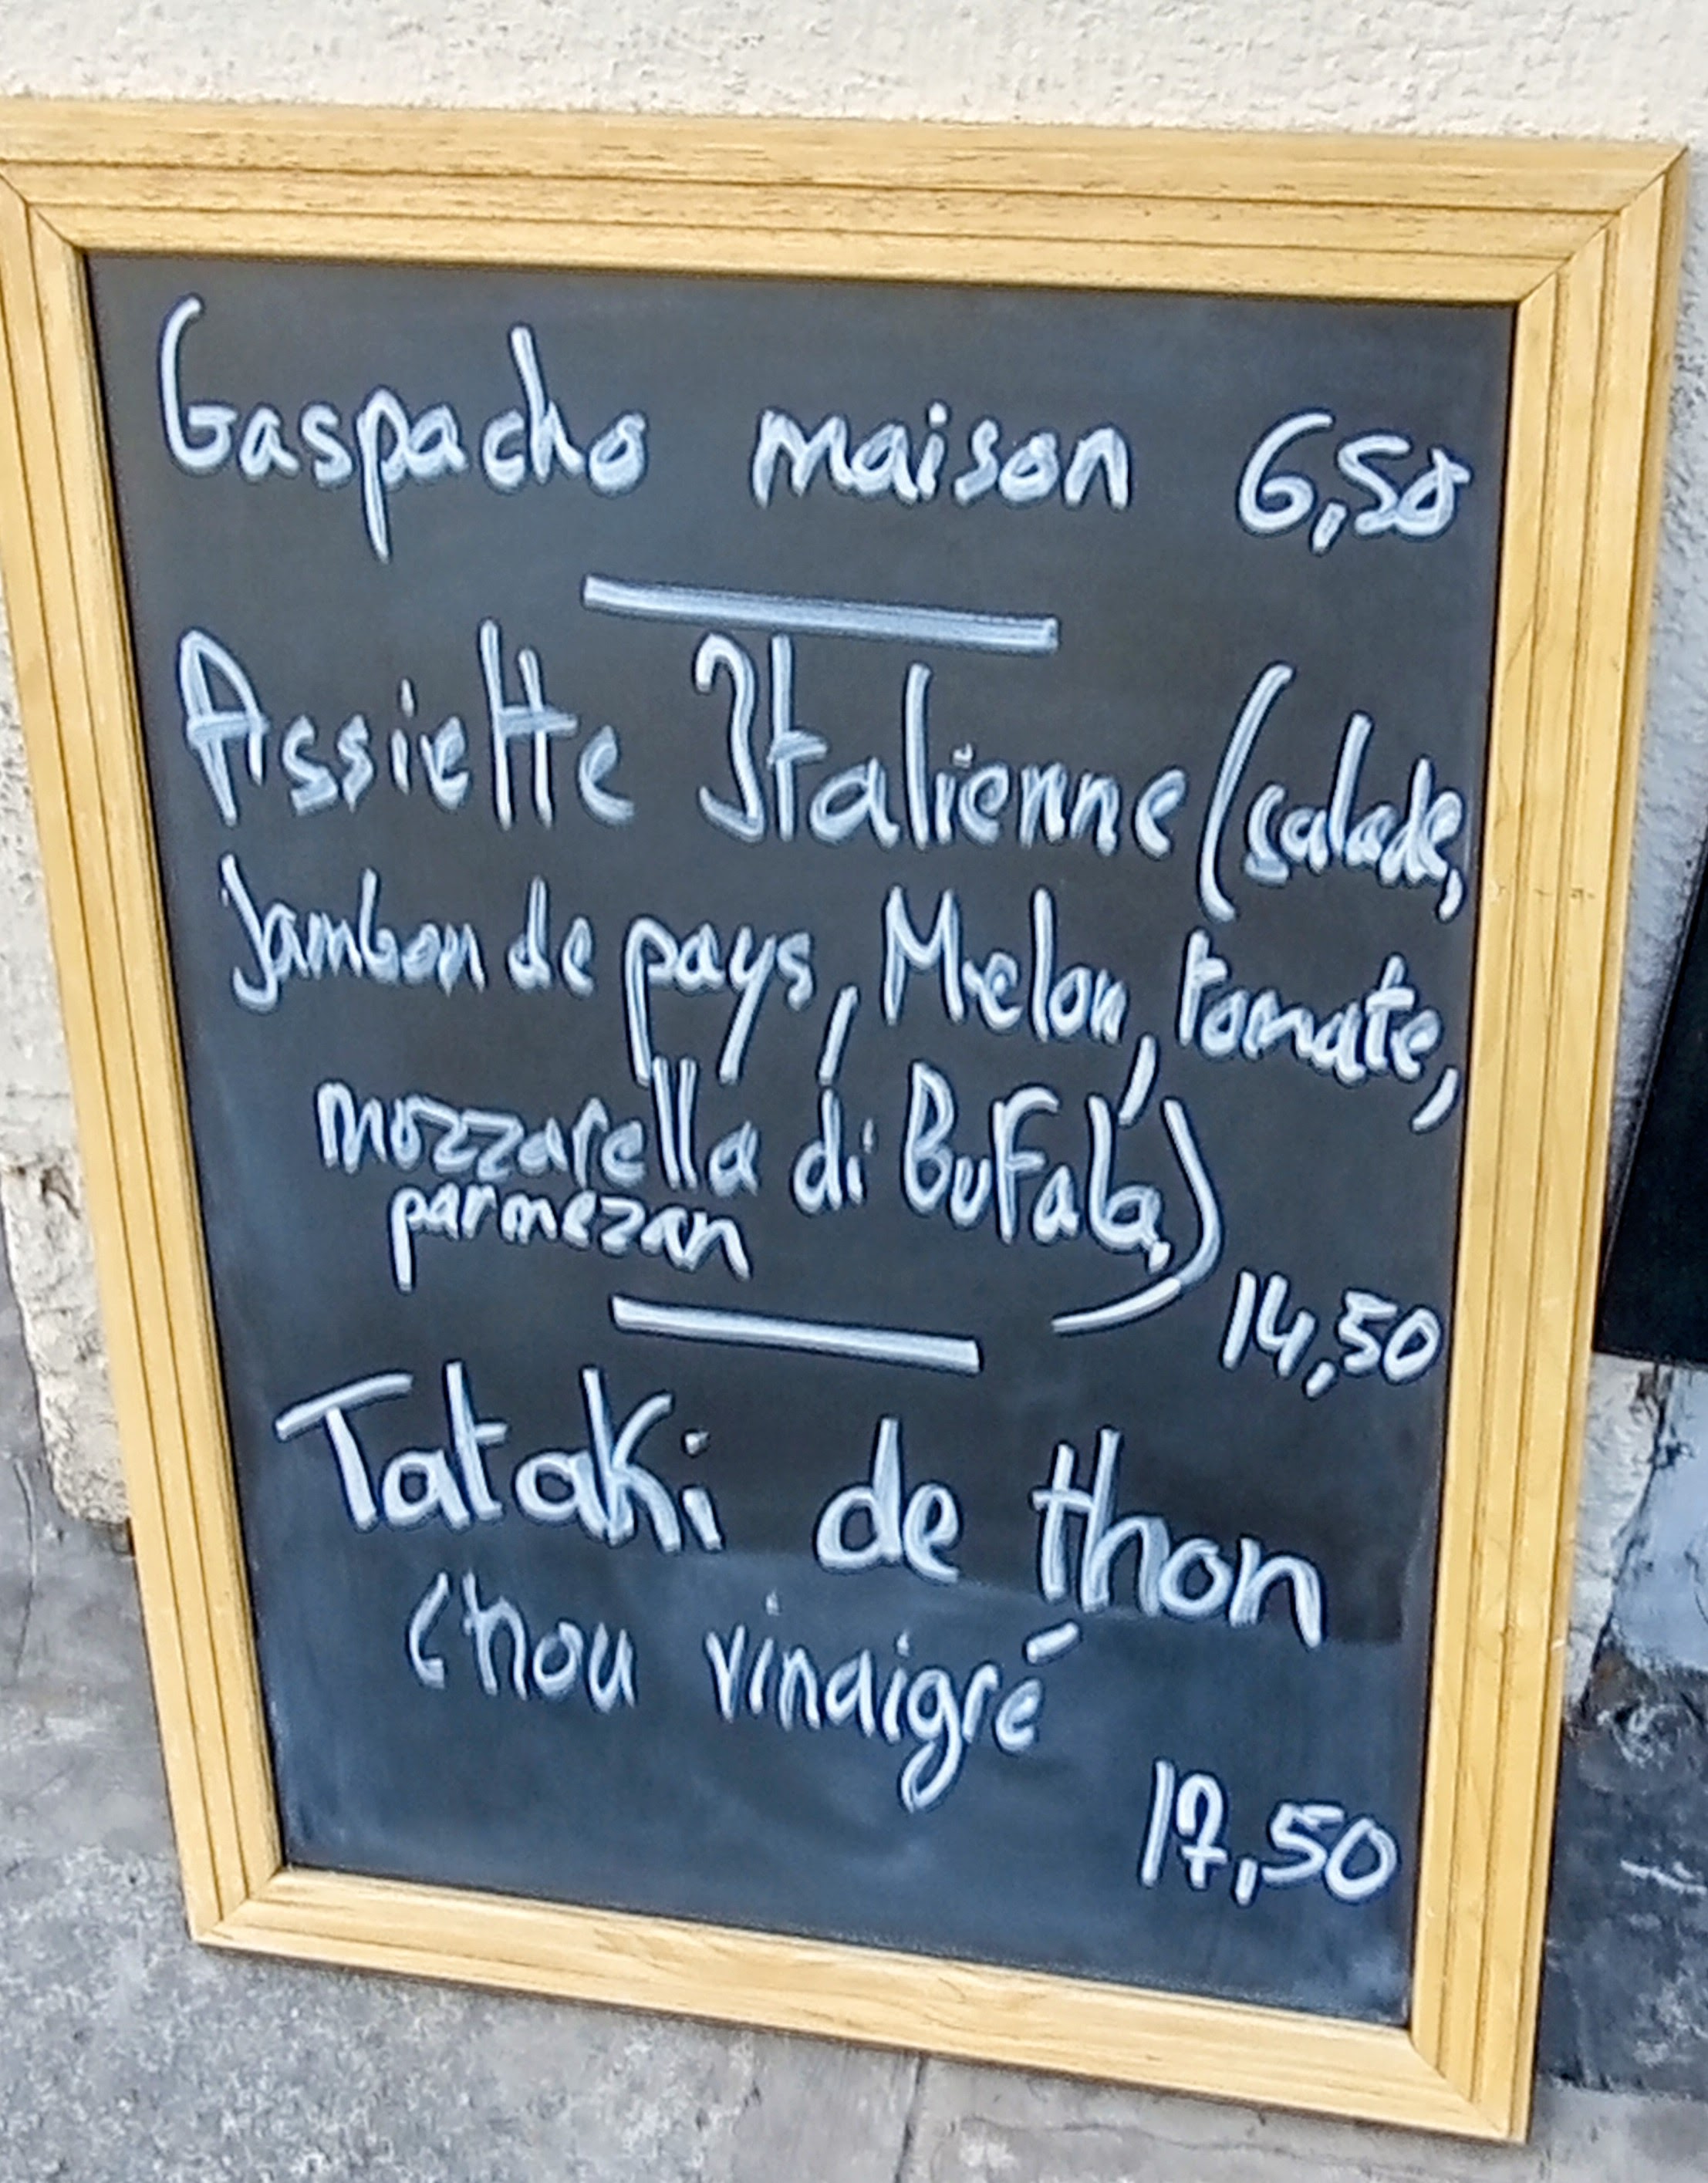 Gaspacho maison 6,50
Assiette Italienne (salade,
Jambon de pays, Melon, tomate,
mozzarella di BuFala,)
parmezan
14,50
Tataki de thon
chou vinaigré
17,50